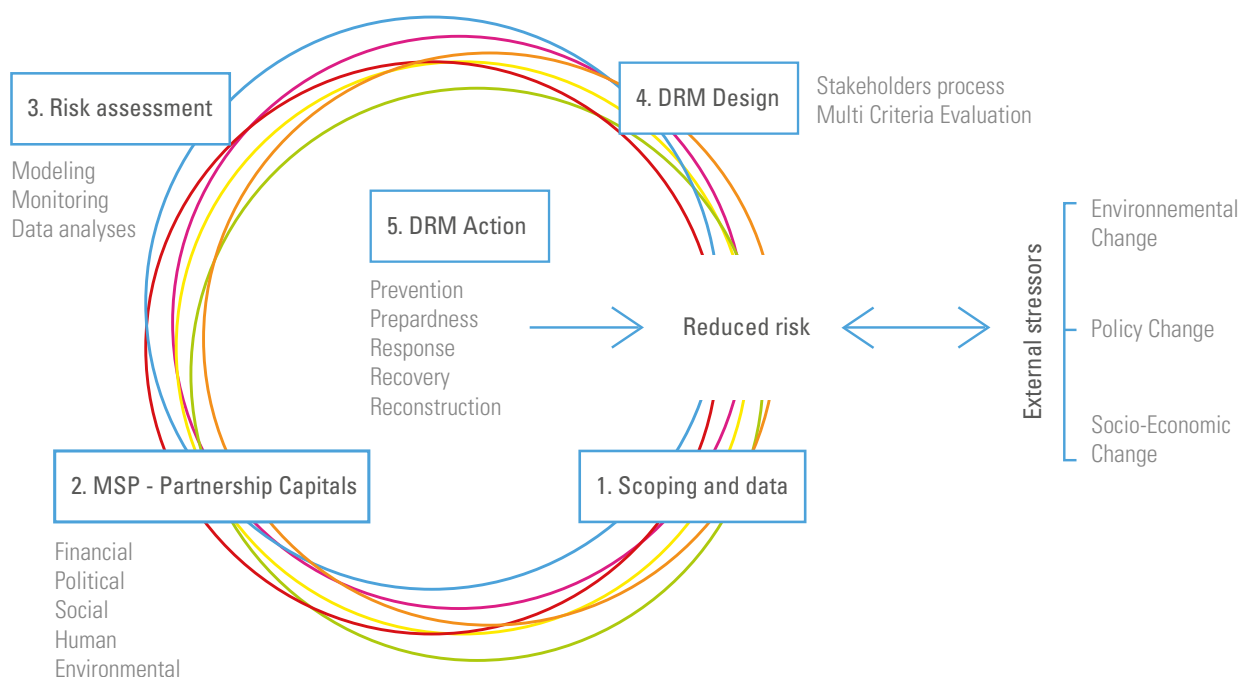 3. Risk assessment
Modeling
Monitoring
Data analyses
4. DRM Design
Stakeholders process
Multi Criteria Evaluation
5. DRM Action
Prevention
Prepardness
Response
Recovery
Reconstruction
Reduced risk
External stressors
Environnemental
Change
Policy Change
Socio-Economic
Change
2. MSP - Partnership Capitals
Financial
Political
Social
Human
Environmental
1. Scoping and data